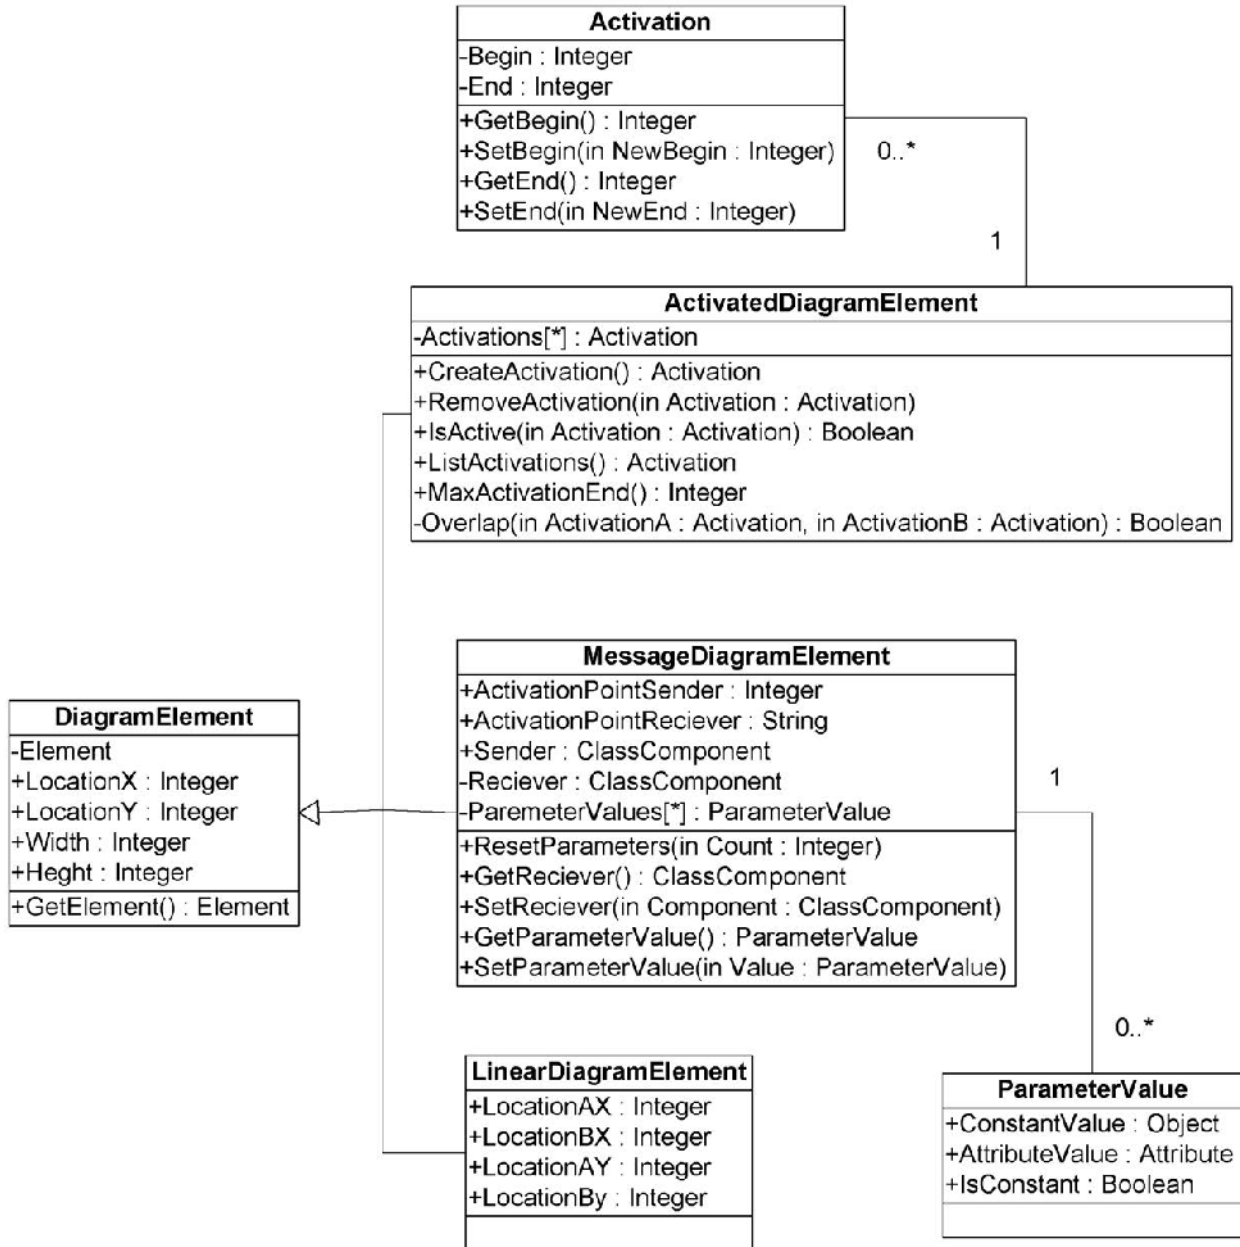 Activation
-Begin : Integer
-End : Integer
+GetBegin() : Integer
+SetBegin(in NewBegin : Integer)
+GetEnd() : Integer
+SetEnd(in NewEnd : Integer)
0..*
1
ActivatedDiagramElement
-Activations[*] : Activation
+CreateActivation() : Activation
+RemoveActivation(in Activation : Activation)
+IsActive(in Activation : Activation) : Boolean
+ListActivations() : Activation
+MaxActivationEnd() : Integer
-Overlap(in ActivationA : Activation, in ActivationB : Activation) : Boolean
DiagramElement
-Element
+LocationX : Integer
+LocationY : Integer
+Width : Integer
+Heght : Integer
+GetElement() : Element
MessageDiagramElement
+ActivationPointSender : Integer
+ActivationPointReciever : String
+Sender : ClassComponent
-Reciever : ClassComponent
-ParemeterValues[*] : ParameterValue
+ResetParameters(in Count : Integer)
+GetReciever() : ClassComponent
+SetReciever(in Component : ClassComponent)
+GetParameterValue() : ParameterValue
+SetParameterValue(in Value : ParameterValue)
1
0..*
LinearDiagramElement
+LocationAX : Integer
+LocationBX : Integer
+LocationAY : Integer
+LocationBy : Integer
ParameterValue
+ConstantValue : Object
+AttributeValue : Attribute
+IsConstant : Boolean